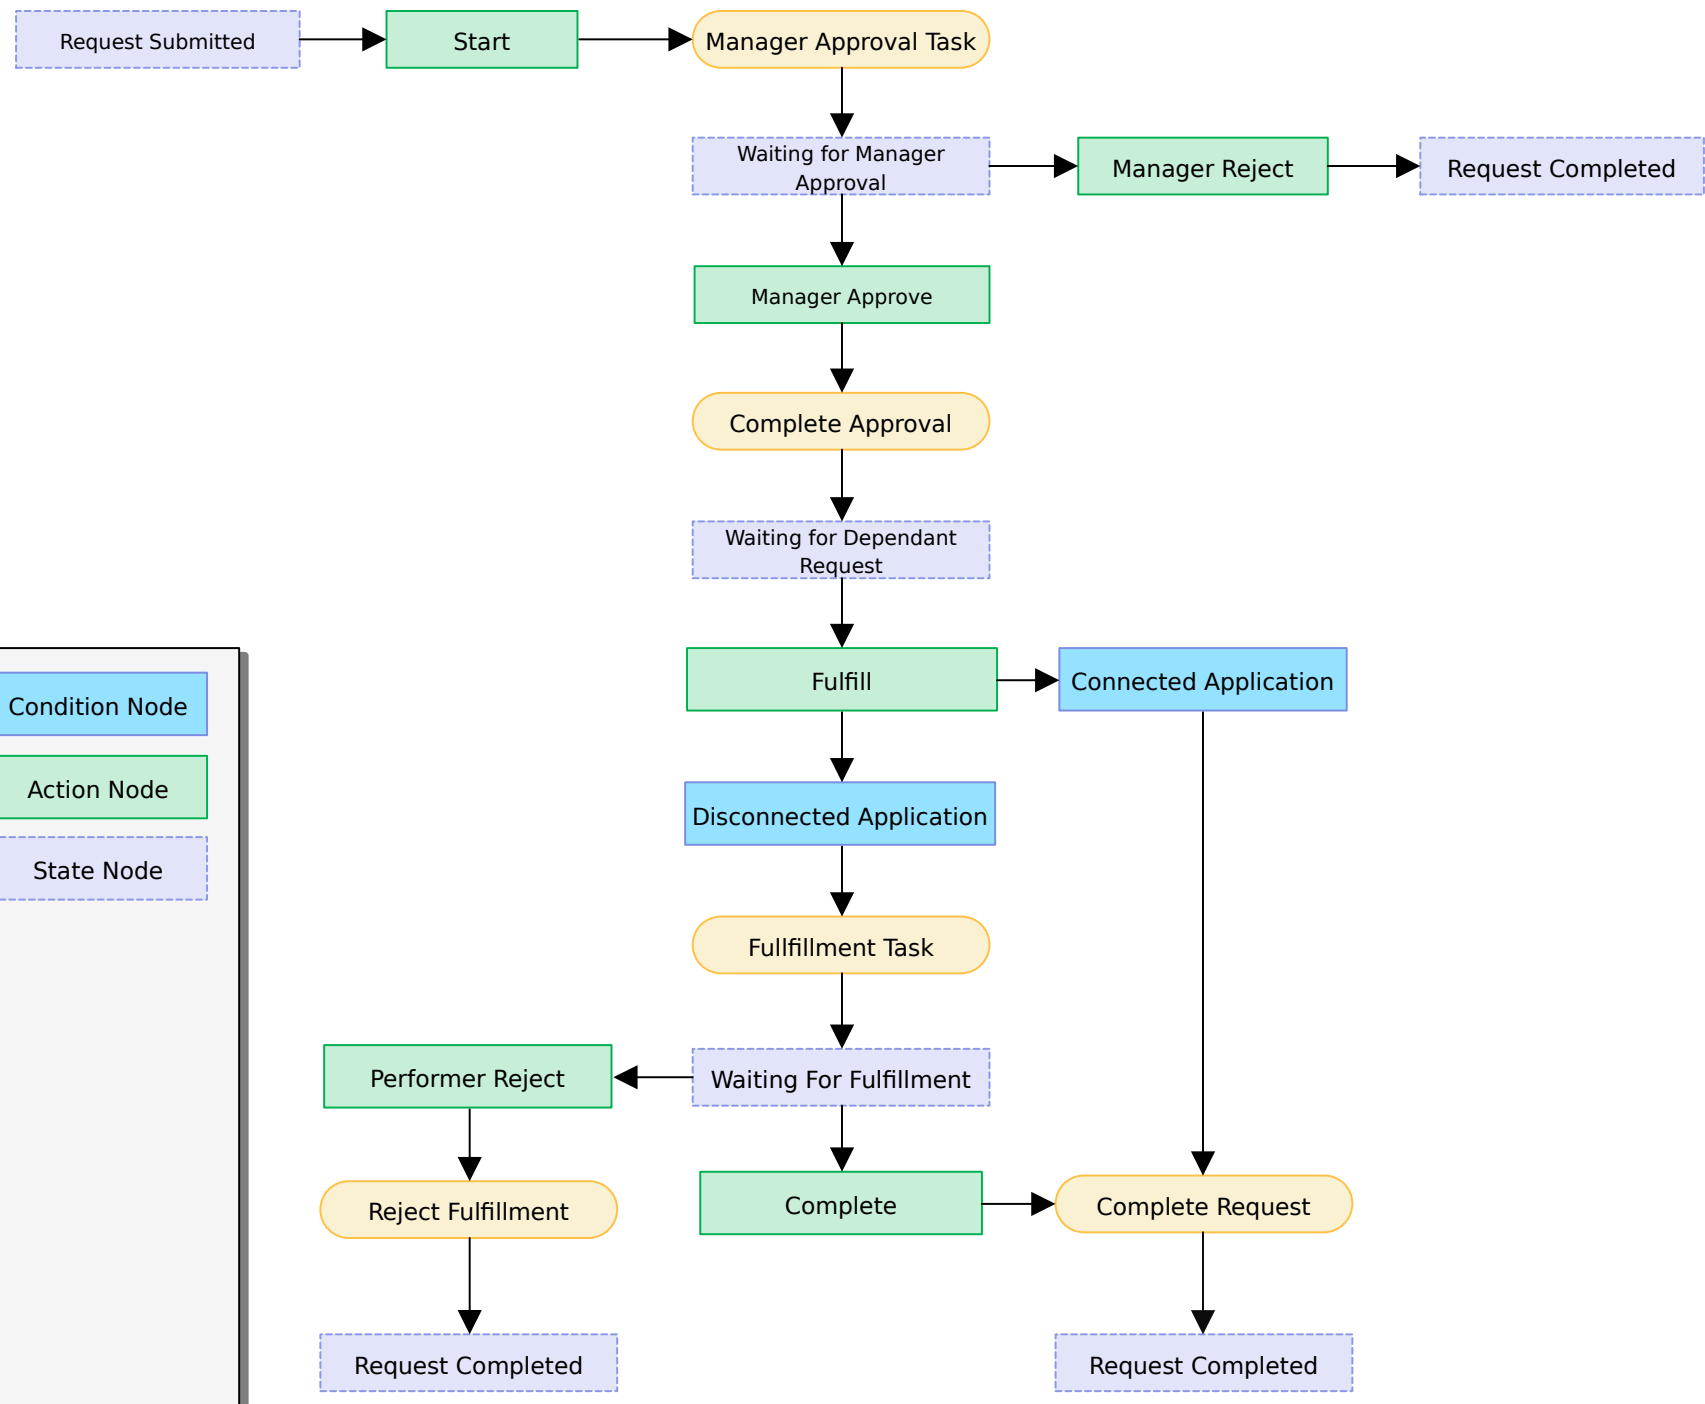 Request Submitted
Start
Manager Approval Task
Waiting for Manager
Approval
Manager Reject
Request Completed
Manager Approve
Complete Approval
Waiting for Dependant
Request
Fulfill
Connected Application
Condition Node
Action Node
State Node
Disconnected Application
Fullfillment Task
Performer Reject
Waiting For Fulfillment
Reject Fulfillment
Complete
Complete Request
Request Completed
Request Completed